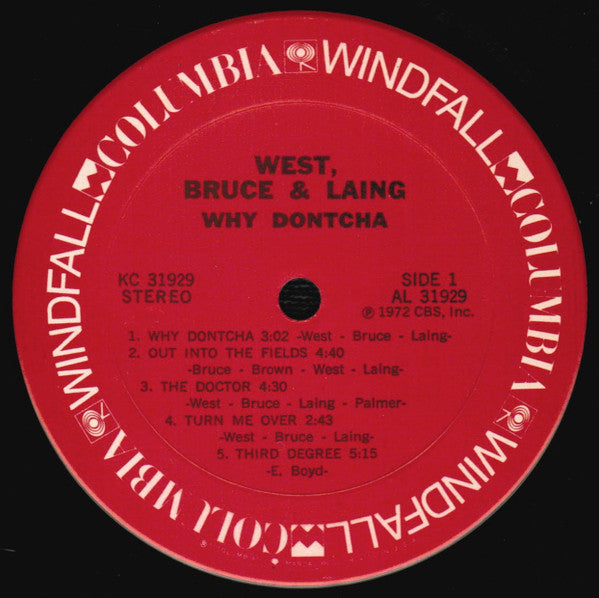 COLUMBIA WINDFALL COLUMBIA WINDFALL COLUMBIA WINDFALL
WEST,
BRUCE & LAING
WHY DONTCHA
KC 31929
STEREO
SIDE 1
AL 31929
℗ 1972 CBS, Inc.
1. WHY DONTCHA 3:02 -West - Bruce - Laing-
2. OUT INTO THE FIELDS 4:40
-Bruce - Brown - West - Laing-
3. THE DOCTOR 4:30
-West - Bruce - Laing - Palmer-
4. TURN ME OVER 2:43
-West - Bruce - Laing-
5. THIRD DEGREE 5:15
-E. Boyd-